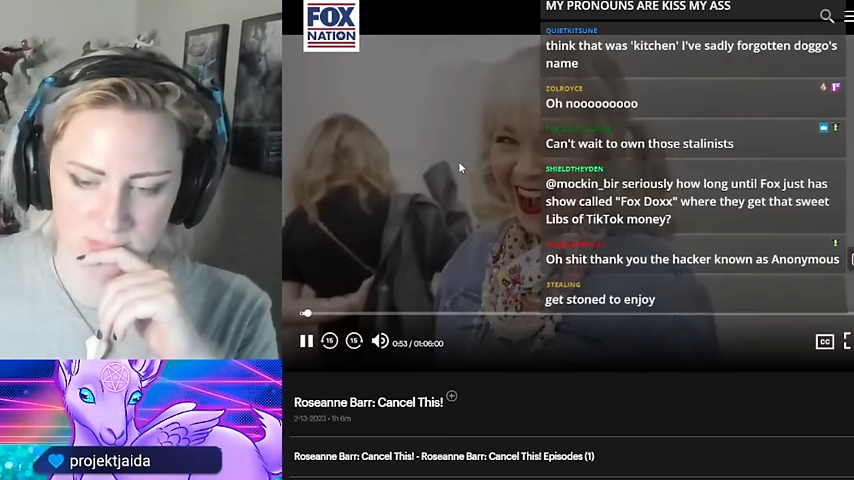 FOX
NATION
MY PRONOUNS ARE KISS MY ASS
QUIETKITSUNE
think that was 'kitchen' I've sadly forgotten doggo's
name
ZOLROYCE
Oh nooooooooo
Can't wait to own those stalinists
SHIELDTHEYDEN
@mockin_bir seriously how long until Fox just has
show called "Fox Doxx" where they get that sweet
Libs of TikTok money?
Oh shit thank you the hacker known as Anonymous
STEALING
get stoned to enjoy
15
15
0:53 / 01:06:00
CC
Roseanne Barr: Cancel This!
2-13-2023 • 1h 6m
Roseanne Barr: Cancel This! - Roseanne Barr: Cancel This! Episodes (1)
projektjaida